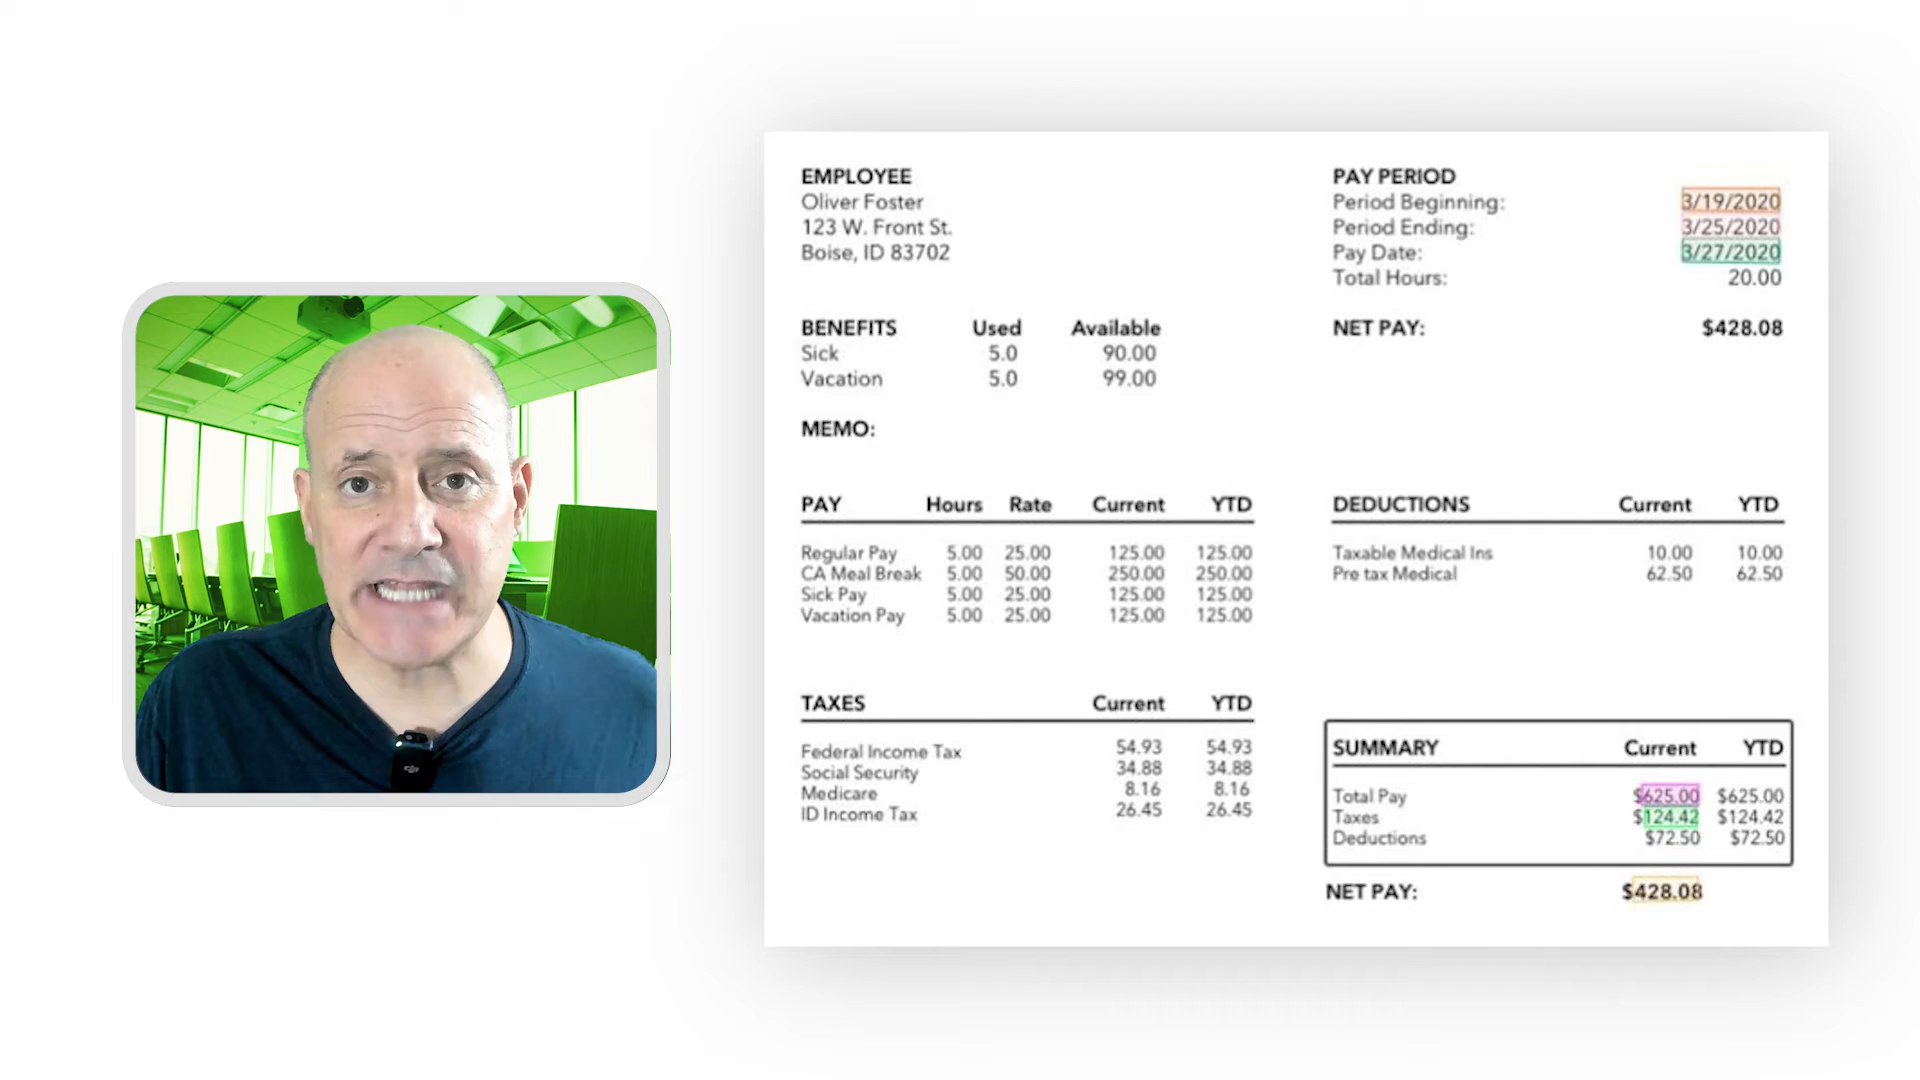 EMPLOYEE
Oliver Foster
123 W. Front St.
Boise, ID 83702
PAY PERIOD
Period Beginning: 3/19/2020
Period Ending: 3/25/2020
Pay Date: 3/27/2020
Total Hours: 20.00
BENEFITS Used Available
Sick 5.0 90.00
Vacation 5.0 99.00
NET PAY: $428.08
MEMO:
PAY Hours Rate Current YTD
Regular Pay 5.00 25.00 125.00 125.00
CA Meal Break 5.00 50.00 250.00 250.00
Sick Pay 5.00 25.00 125.00 125.00
Vacation Pay 5.00 25.00 125.00 125.00
DEDUCTIONS Current YTD
Taxable Medical Ins 10.00 10.00
Pre tax Medical 62.50 62.50
TAXES Current YTD
Federal Income Tax 54.93 54.93
Social Security 34.88 34.88
Medicare 8.16 8.16
ID Income Tax 26.45 26.45
SUMMARY Current YTD
Total Pay $625.00 $625.00
Taxes $124.42 $124.42
Deductions $72.50 $72.50
NET PAY: $428.08
dji